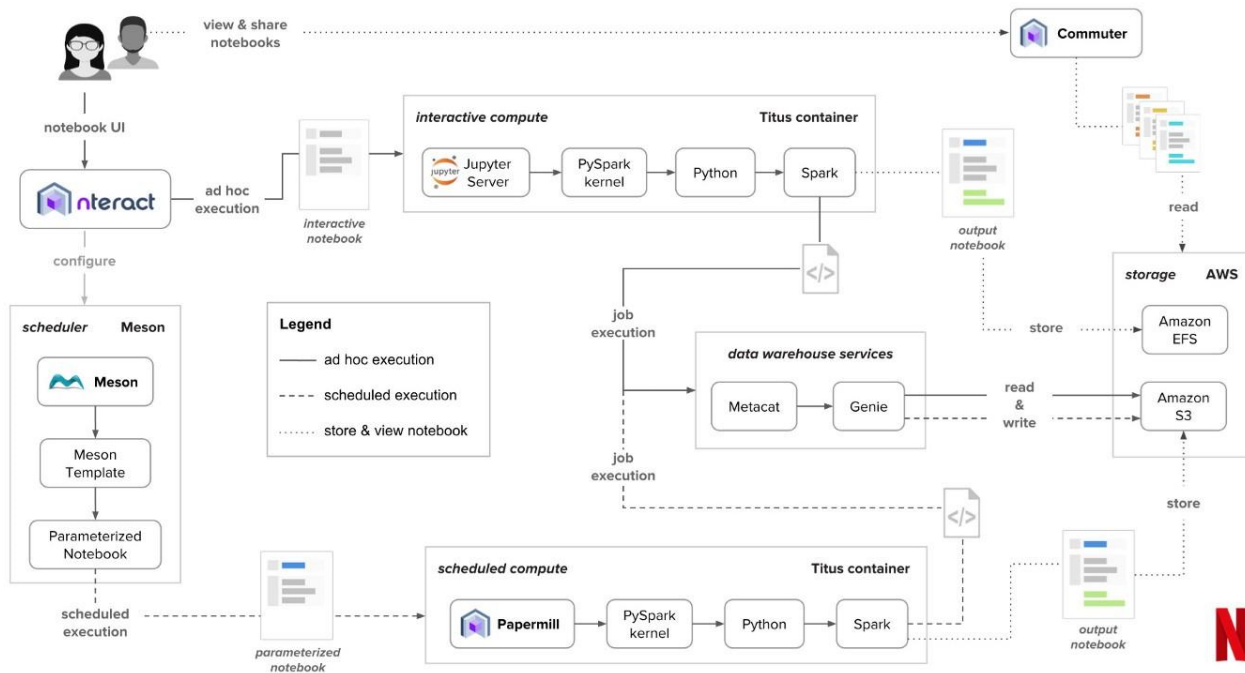 view & share
notebooks
Commuter
notebook UI
interactive compute
Titus container
jupyter
Jupyter
Server
PySpark
kernel
Python
Spark
nteract
ad hoc
execution
interactive
notebook
output
notebook
read
configure
</>
storage
AWS
scheduler
Meson
Legend
ad hoc execution
scheduled execution
store & view notebook
job
execution
store
Amazon
EFS
data warehouse services
Meson
Metacat
Genie
read
&
write
Amazon
S3
Meson
Template
job
execution
Parameterized
Notebook
</>
store
scheduled compute
Titus container
scheduled
execution
Papermill
PySpark
kernel
Python
Spark
parameterized
notebook
output
notebook
N